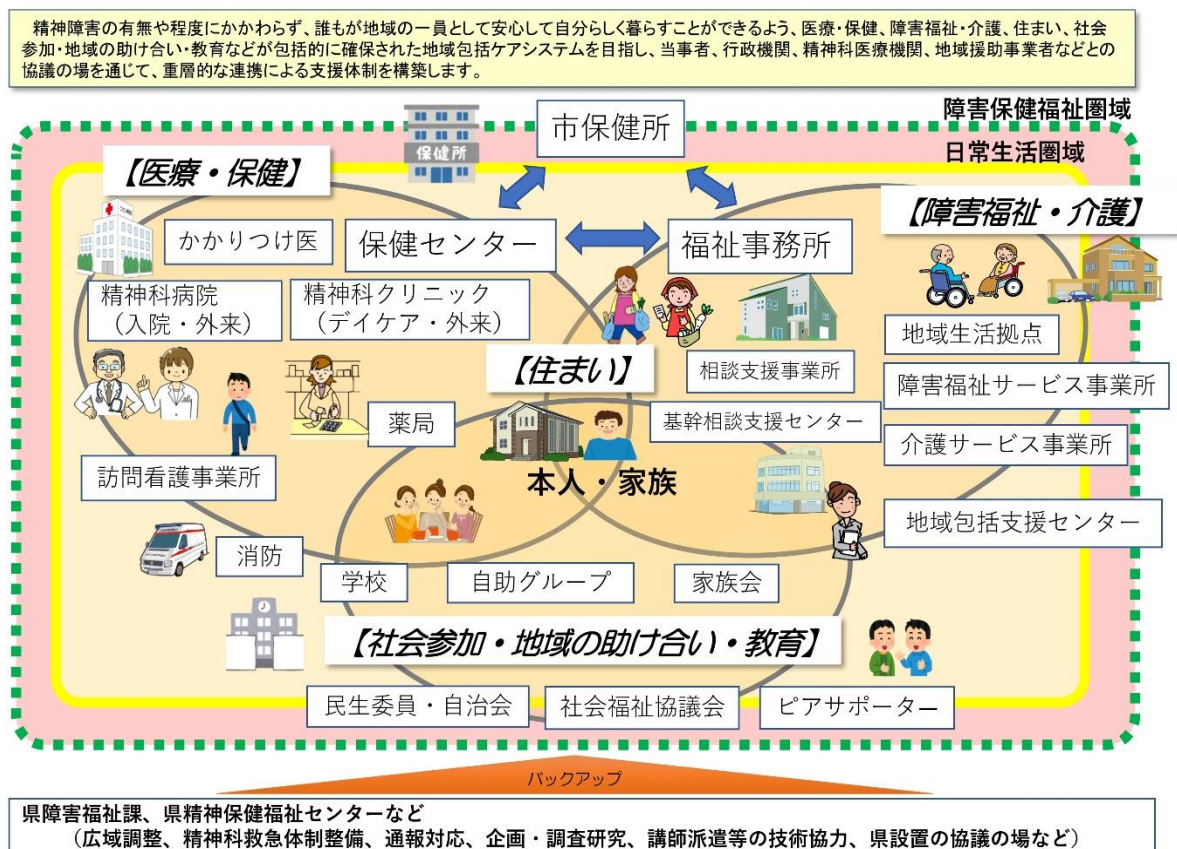 精神障害の有無や程度にかかわらず、誰もが地域の一員として安心して自分らしく暮らすことができるよう、医療・保健、障害福祉・介護、住まい、社会
参加・地域の助け合い・教育などが包括的に確保された地域包括ケアシステムを目指し、当事者、行政機関、精神科医療機関、地域援助事業者などとの
協議の場を通じて、重層的な連携による支援体制を構築します。
障害保健福祉圏域
市保健所
保健所
日常生活圏域
【医療・保健】
【障害福祉・介護】
かかりつけ医
保健センター
福祉事務所
精神科病院
（入院・外来）
精神科クリニック
（デイケア・外来）
地域生活拠点
【住まい】
相談支援事業所
障害福祉サービス事業所
薬局
基幹相談支援センター
介護サービス事業所
訪問看護事業所
本人・家族
地域包括支援センター
消防
学校
自助グループ
家族会
【社会参加・地域の助け合い・教育】
民生委員・自治会
社会福祉協議会
ピアサポーター
バックアップ
県障害福祉課、県精神保健福祉センターなど
（広域調整、精神科救急体制整備、通報対応、企画・調査研究、講師派遣等の技術協力、県設置の協議の場など）